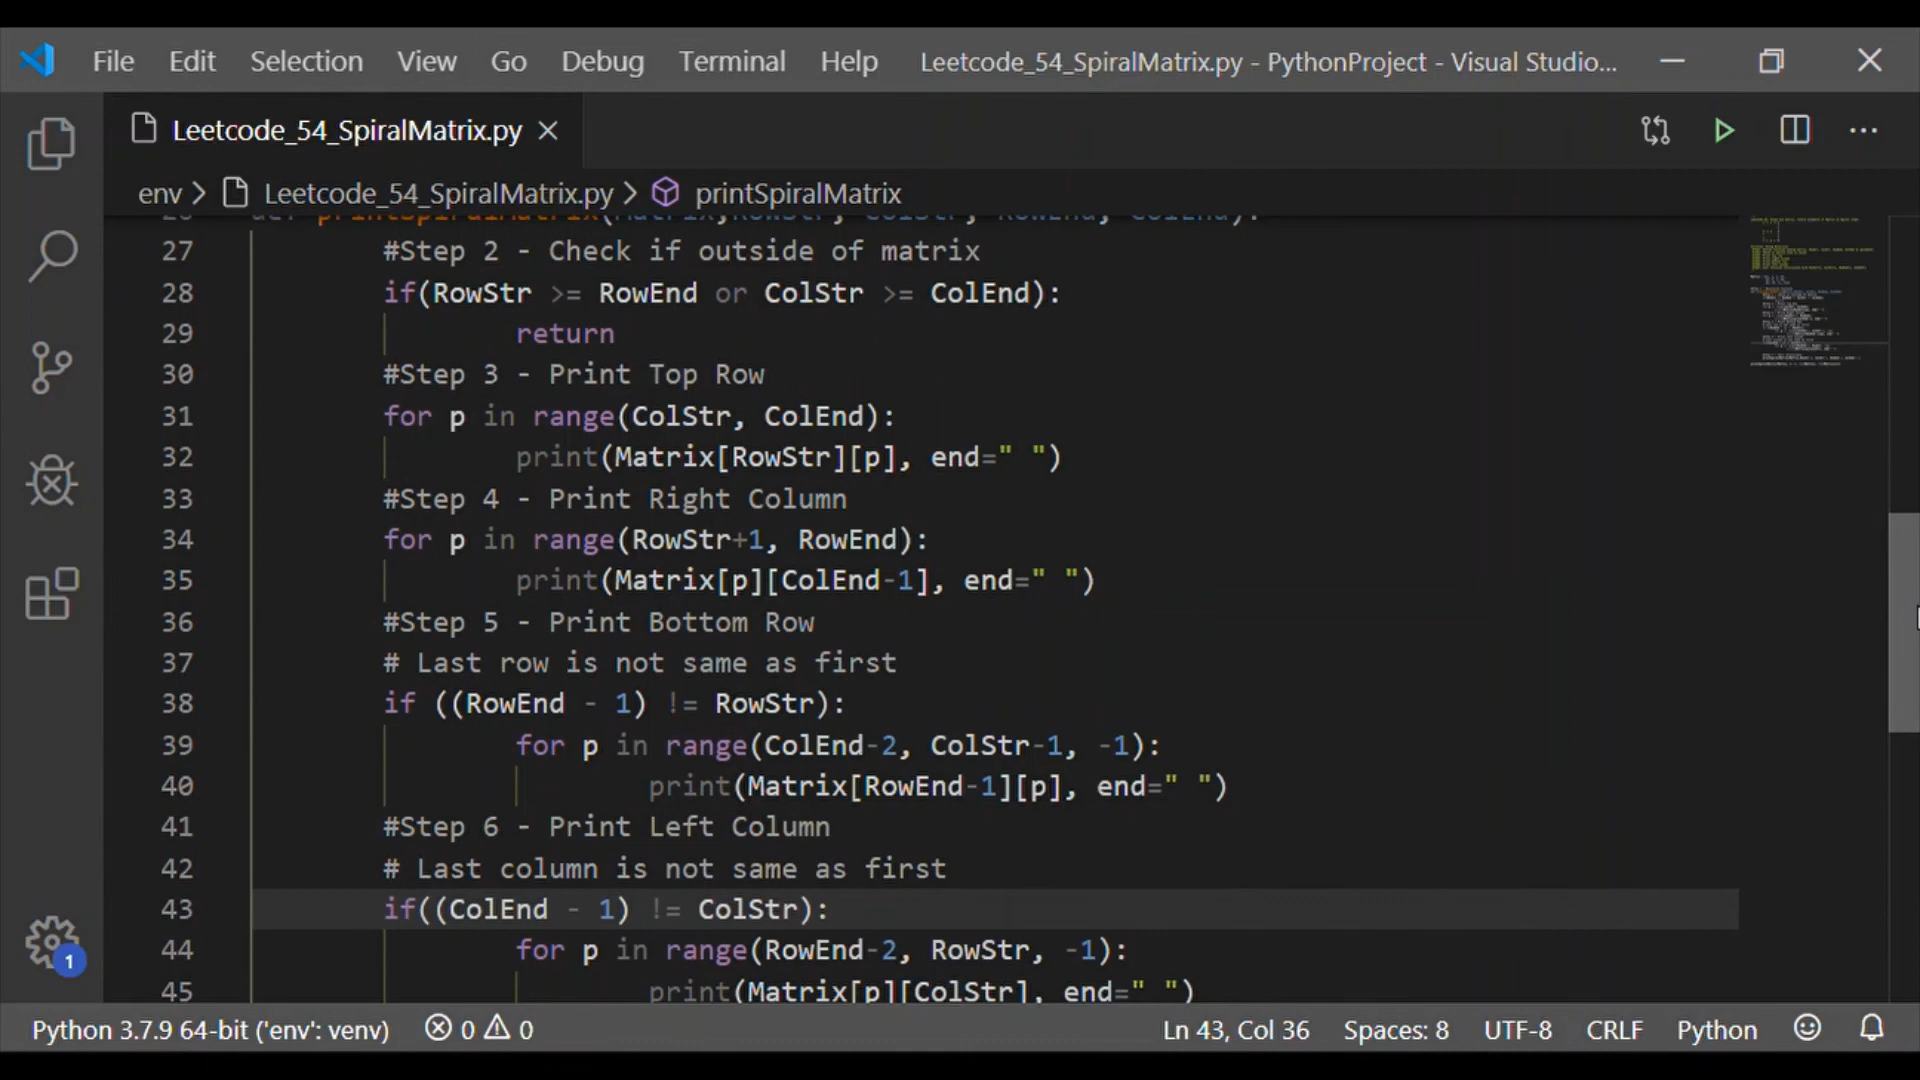 File Edit Selection View Go Debug Terminal Help Leetcode_54_SpiralMatrix.py - PythonProject - Visual Studio...
Leetcode_54_SpiralMatrix.py
env > Leetcode_54_SpiralMatrix.py > printSpiralMatrix
27 #Step 2 - Check if outside of matrix
28 if(RowStr >= RowEnd or ColStr >= ColEnd):
29 return
30 #Step 3 - Print Top Row
31 for p in range(ColStr, ColEnd):
32 print(Matrix[RowStr][p], end=" ")
33 #Step 4 - Print Right Column
34 for p in range(RowStr+1, RowEnd):
35 print(Matrix[p][ColEnd-1], end=" ")
36 #Step 5 - Print Bottom Row
37 # Last row is not same as first
38 if ((RowEnd - 1) != RowStr):
39 for p in range(ColEnd-2, ColStr-1, -1):
40 print(Matrix[RowEnd-1][p], end=" ")
41 #Step 6 - Print Left Column
42 # Last column is not same as first
43 if((ColEnd - 1) != ColStr):
44 for p in range(RowEnd-2, RowStr, -1):
45 print(Matrix[p][ColStr], end=" ")
1
Python 3.7.9 64-bit ('env': venv) 0 0 Ln 43, Col 36 Spaces: 8 UTF-8 CRLF Python